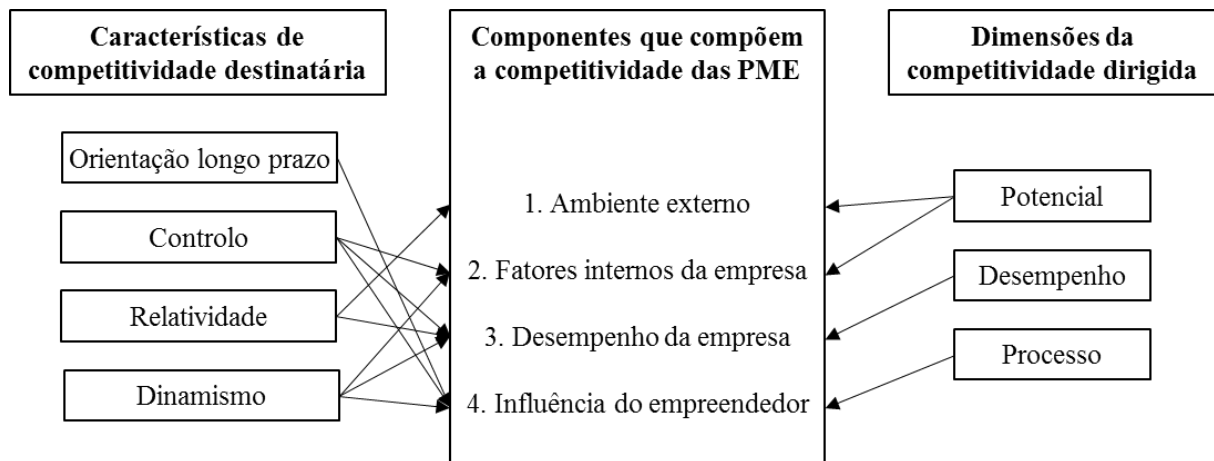 Características de
competitividade destinatária
Orientação longo prazo
Controlo
Relatividade
Dinamismo
Componentes que compõem
a competitividade das PME
1. Ambiente externo
2. Fatores internos da empresa
3. Desempenho da empresa
4. Influência do empreendedor
Dimensões da
competitividade dirigida
Potencial
Desempenho
Processo